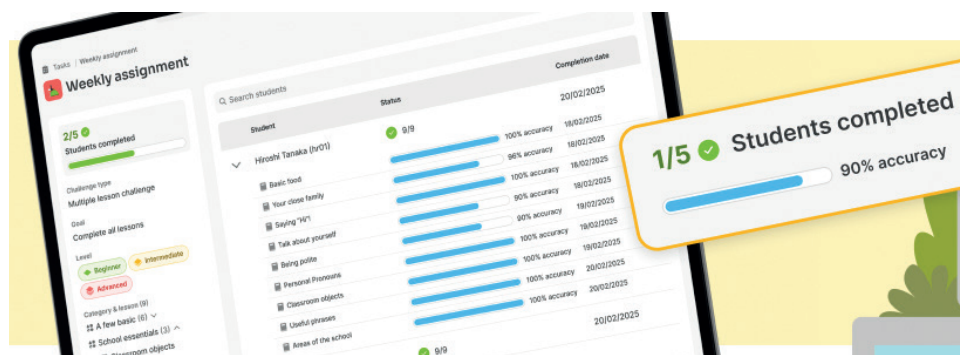 Tasks | Weekly assignment
Weekly assignment
2/5
Students completed
Challenge type
Multiple lesson challenge
Goal
Complete all lessons
Level
Beginner
Intermediate
Advanced
Category & lesson (9)
A few basic (6)
School essentials (3)
Classroom objects
Search students
Student Status Completion date
Hiroshi Tanaka (hr01) 9/9 20/02/2025
Basic food 100% accuracy 18/02/2025
Your close family 96% accuracy 18/02/2025
Saying "Hi"! 100% accuracy 18/02/2025
Talk about yourself 90% accuracy 18/02/2025
Being polite 90% accuracy 19/02/2025
Personal Pronouns 100% accuracy 19/02/2025
Classroom objects 100% accuracy 19/02/2025
Useful phrases 100% accuracy 20/02/2025
Areas of the school 100% accuracy 20/02/2025
9/9 20/02/2025
1/5 Students completed
90% accuracy